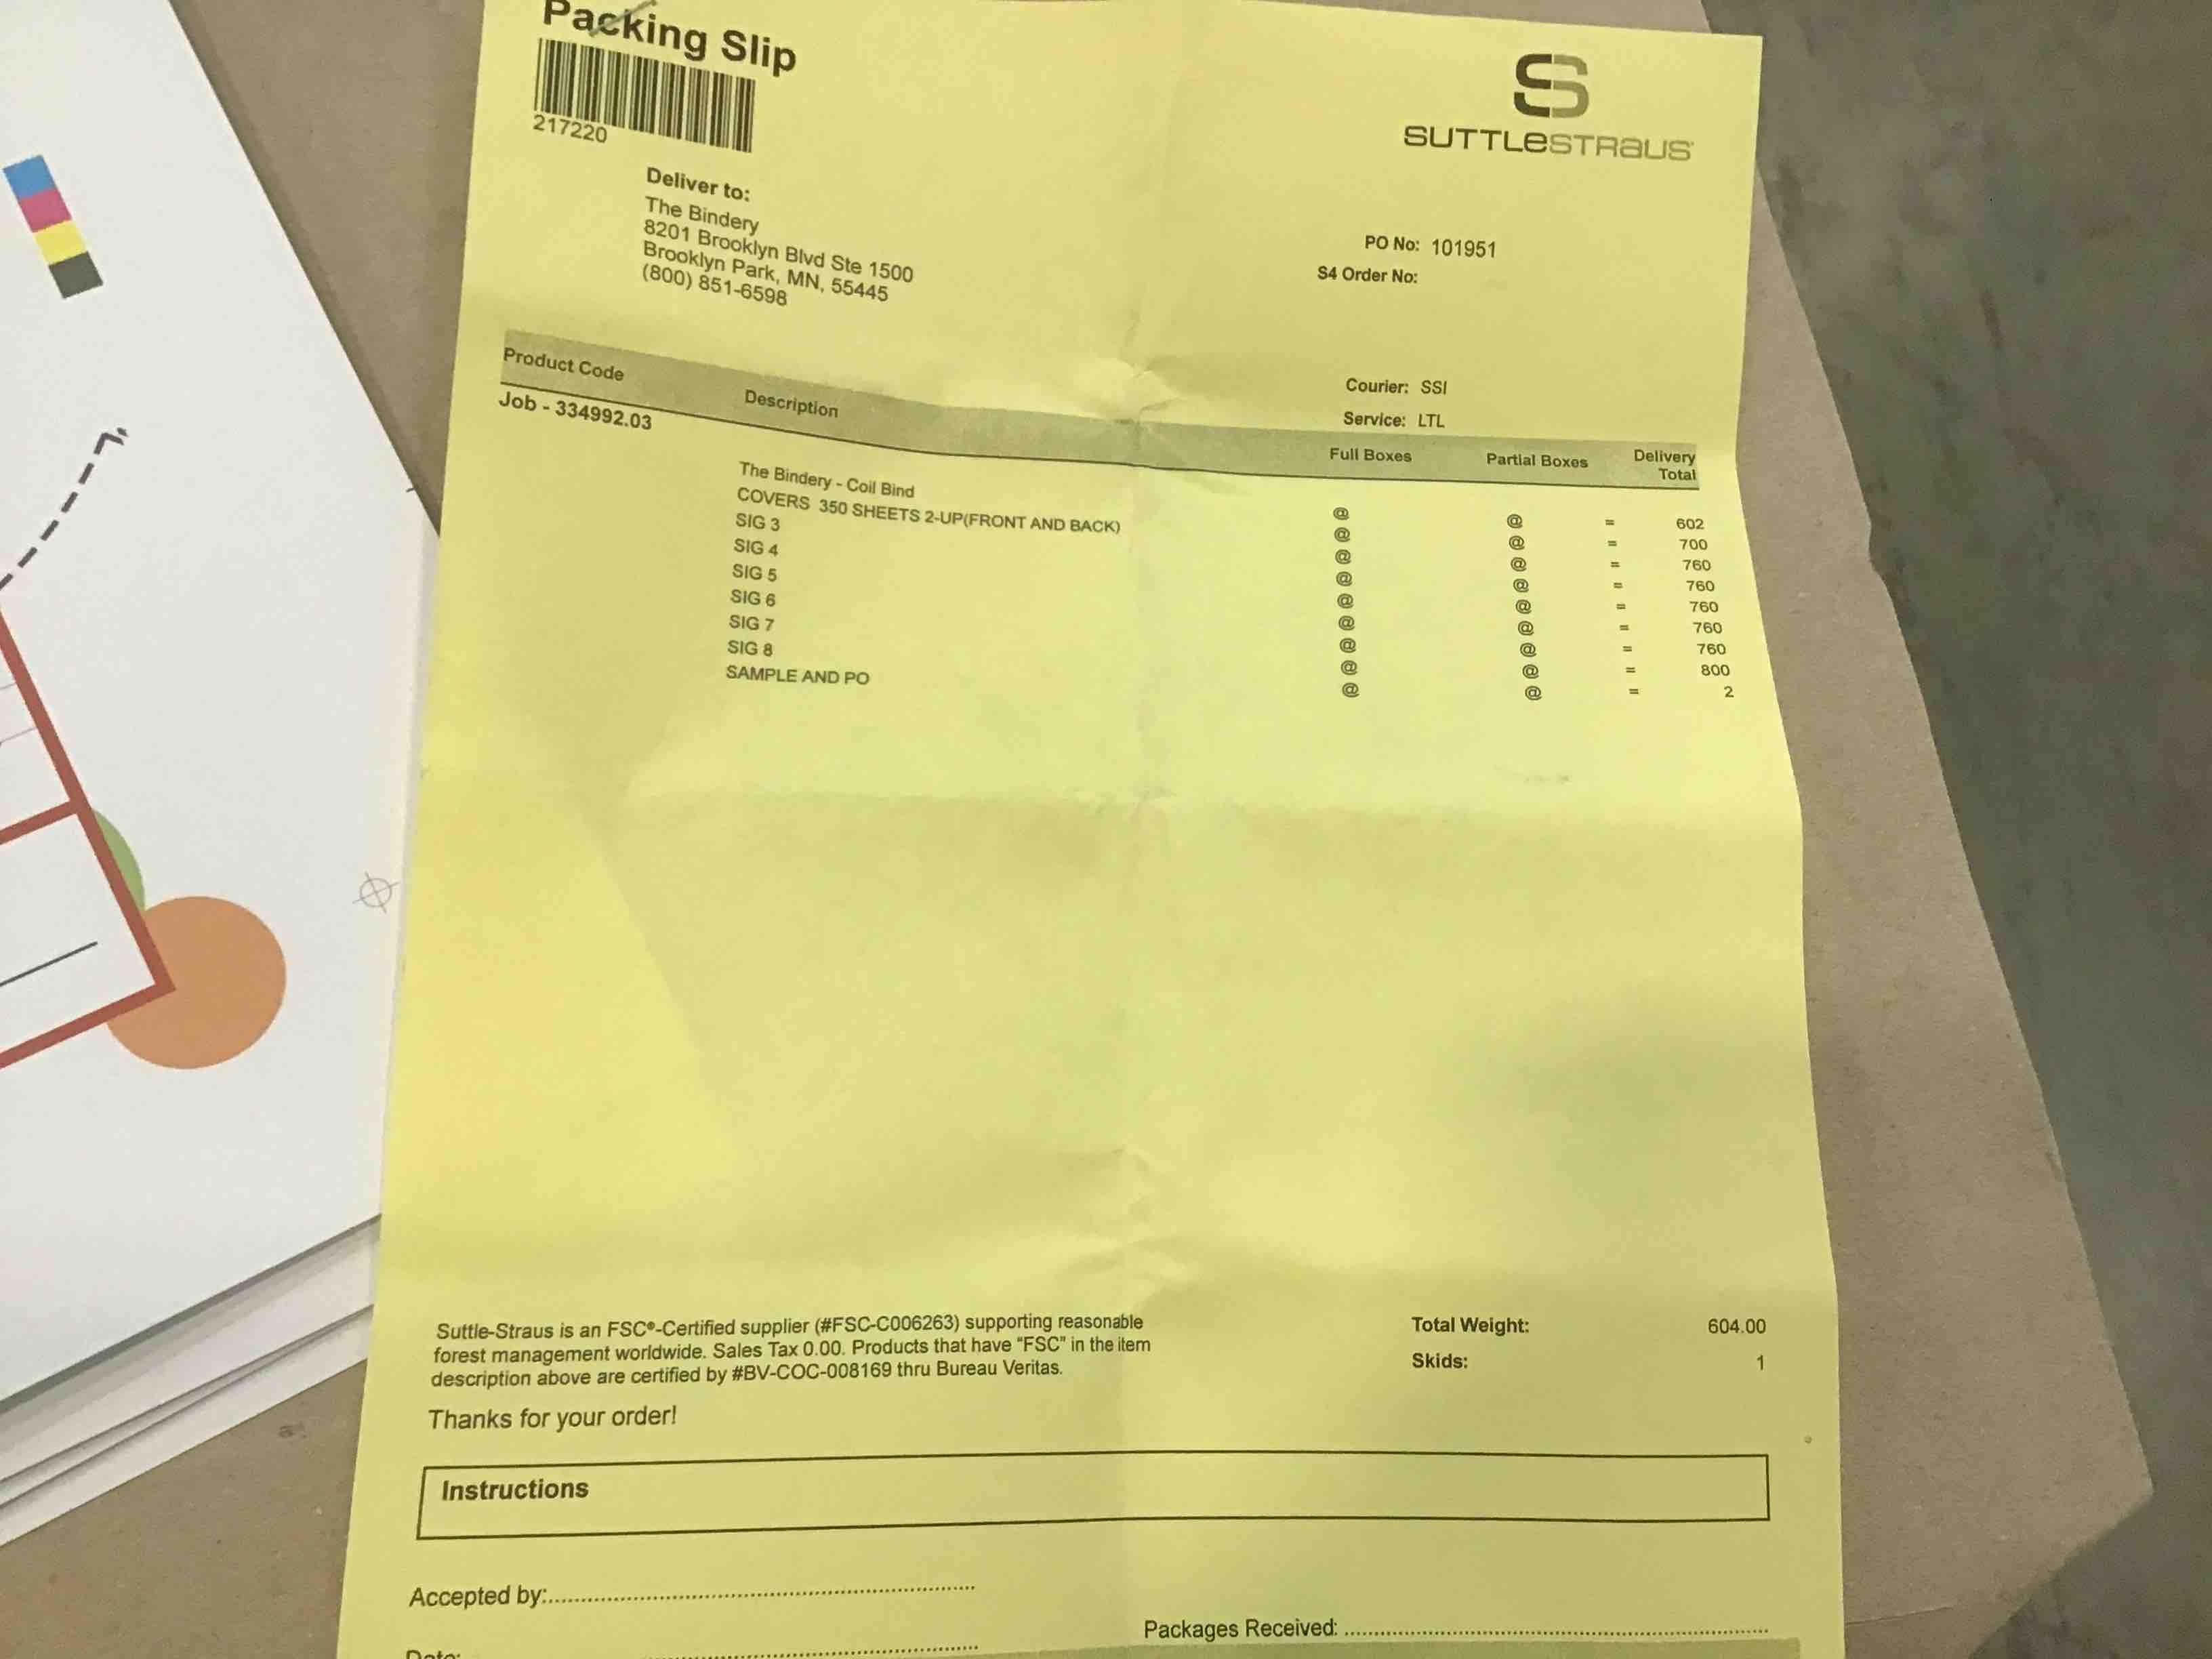 Packing Slip
217220
SUTTLESTRAUS
Deliver to:
The Bindery
8201 Brooklyn Blvd Ste 1500
Brooklyn Park, MN, 55445
(800) 851-6598
PO No: 101951
S4 Order No:
Courier: SSI
Service: LTL
Product Code Description Full Boxes Partial Boxes Delivery Total
Job - 334992.03
The Bindery - Coil Bind @ @ = 602
COVERS 350 SHEETS 2-UP(FRONT AND BACK) @ @ = 700
SIG 3 @ @ = 760
SIG 4 @ @ = 760
SIG 5 @ @ = 760
SIG 6 @ @ = 760
SIG 7 @ @ = 760
SIG 8 @ @ = 800
SAMPLE AND PO @ @ = 2
Suttle-Straus is an FSC®-Certified supplier (#FSC-C006263) supporting reasonable
forest management worldwide. Sales Tax 0.00. Products that have "FSC" in the item
description above are certified by #BV-COC-008169 thru Bureau Veritas.
Total Weight: 604.00
Skids: 1
Thanks for your order!
Instructions
Accepted by:
Packages Received:
Date: